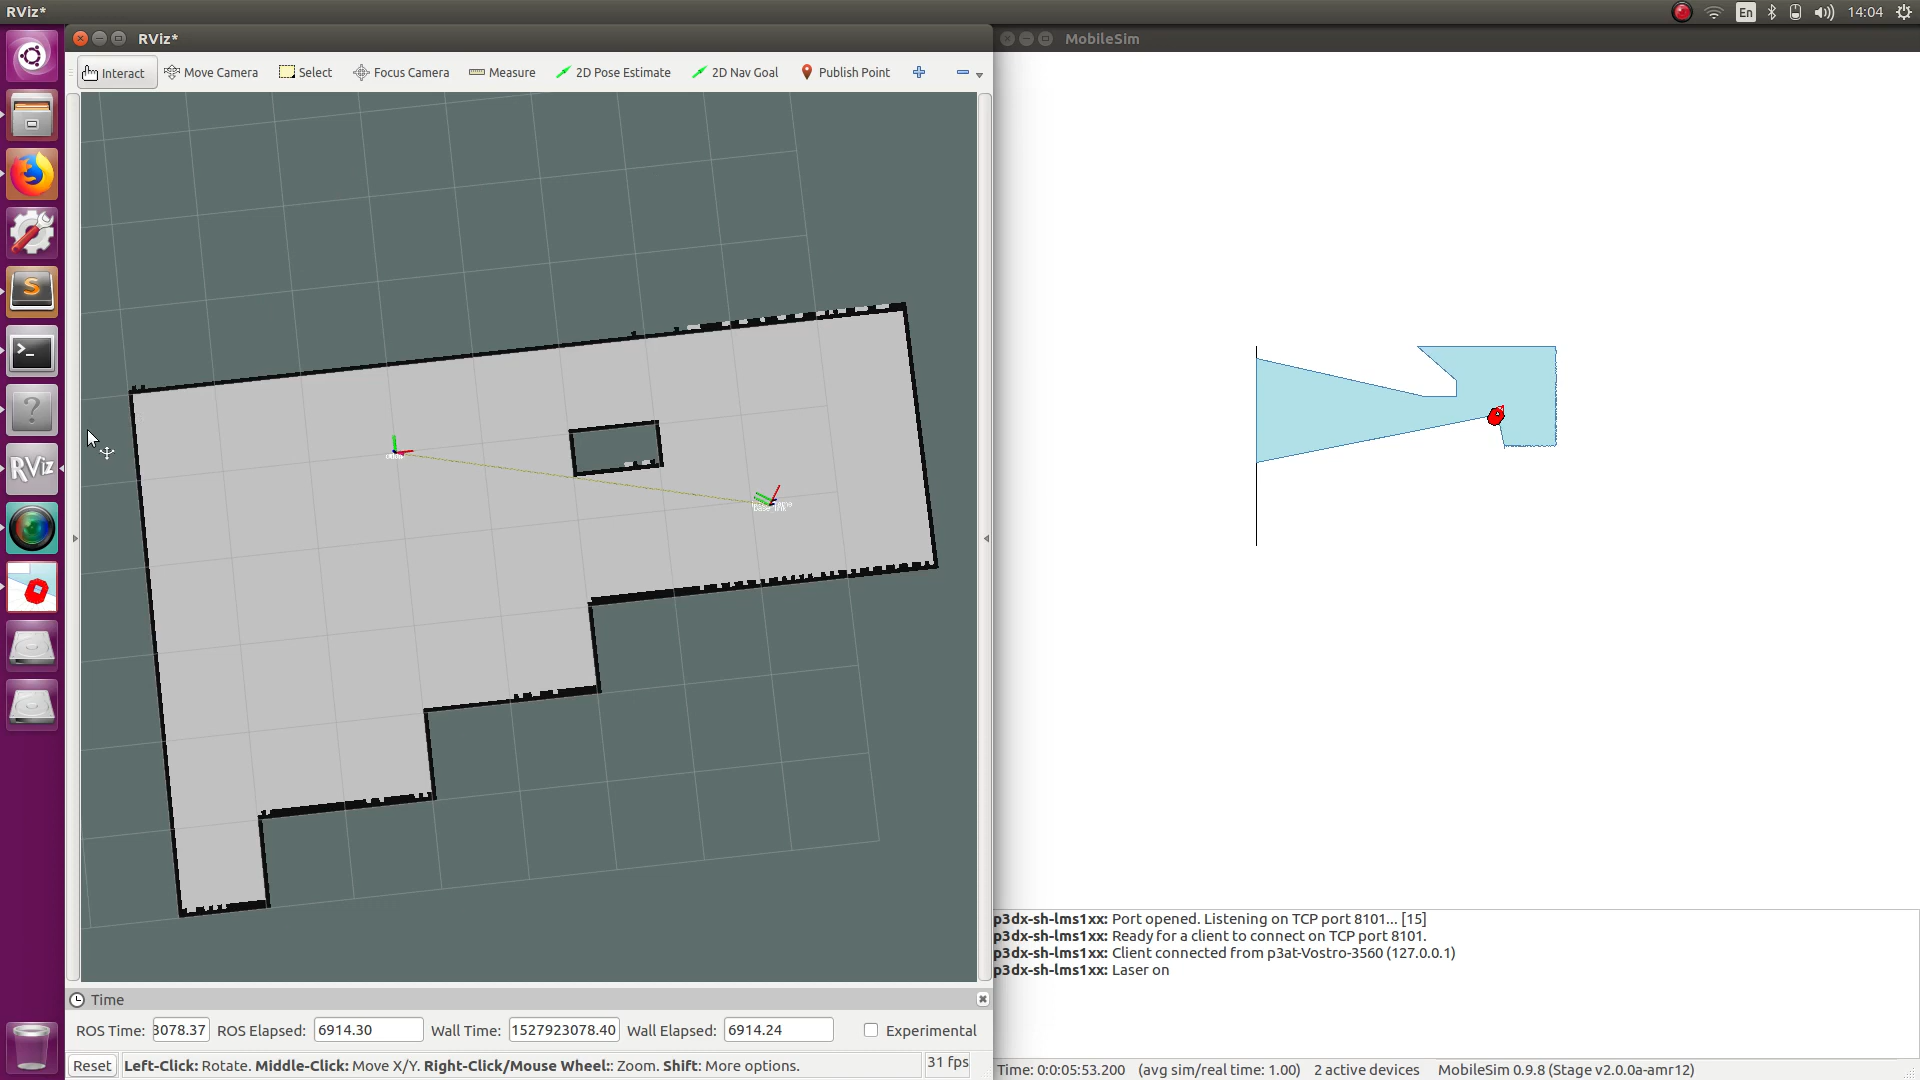 RViz*
En
14:04
RViz*
MobileSim
Interact
Move Camera
Select
Focus Camera
Measure
2D Pose Estimate
2D Nav Goal
Publish Point
RViz
p3dx-sh-lms1xx: Port opened. Listening on TCP port 8101... [15]
p3dx-sh-lms1xx: Ready for a client to connect on TCP port 8101.
p3dx-sh-lms1xx: Client connected from p3at-Vostro-3560 (127.0.0.1)
p3dx-sh-lms1xx: Laser on
Time
ROS Time: 3078.37 ROS Elapsed: 6914.30 Wall Time: 1527923078.40 Wall Elapsed: 6914.24 Experimental
Reset Left-Click: Rotate. Middle-Click: Move X/Y. Right-Click/Mouse Wheel:: Zoom. Shift: More options. 31 fps
Time: 0:0:05:53.200 (avg sim/real time: 1.00) 2 active devices MobileSim 0.9.8 (Stage v2.0.0a-amr12)